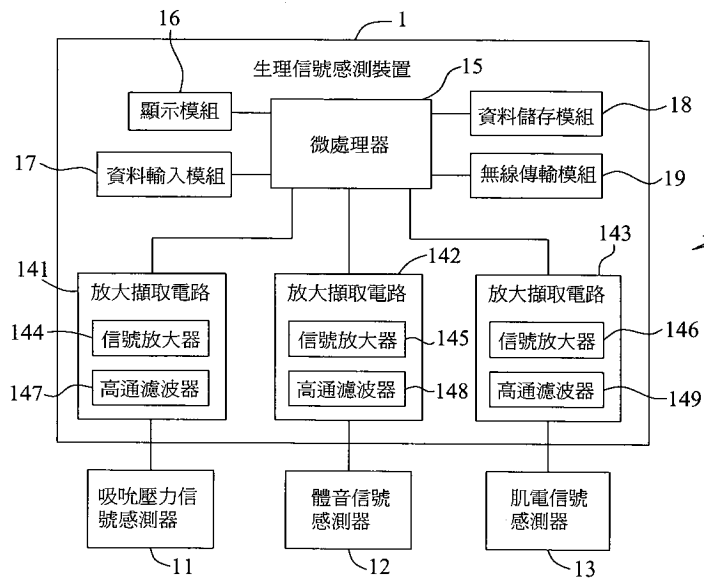 1
16
生理信號感測裝置
15
顯示模組
資料儲存模組
18
微處理器
17
資料輸入模組
無線傳輸模組
19
141
142
143
放大擷取電路
放大擷取電路
放大擷取電路
144
信號放大器
信號放大器
145
信號放大器
146
147
高通濾波器
高通濾波器
148
高通濾波器
149
吸吮壓力信
號感測器
體音信號
感測器
肌電信號
感測器
11
12
13